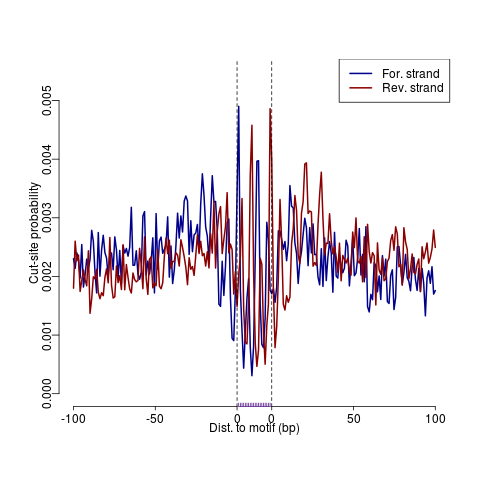 For. strand
Rev. strand
Cut-site probability
0.005
0.004
0.003
0.002
0.001
0.000
-100 -50 0 0 50 100
Dist. to motif (bp)